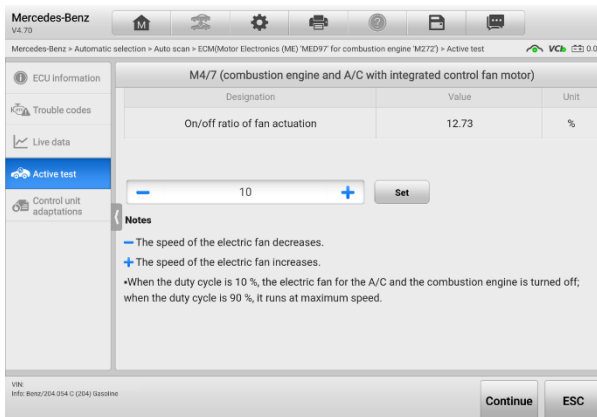 Mercedes-Benz
V4.70
Mercedes-Benz > Automatic selection > Auto scan > ECM(Motor Electronics (ME) 'MED97' for combustion engine 'M272') > Active test
VCI 0.0
ECU information
M4/7 (combustion engine and A/C with integrated control fan motor)
Designation Value Unit
Trouble codes
On/off ratio of fan actuation 12.73 %
Live data
Active test
− 10 + Set
Control unit
adaptations
Notes
− The speed of the electric fan decreases.
+ The speed of the electric fan increases.
▪When the duty cycle is 10 %, the electric fan for the A/C and the combustion engine is turned off;
when the duty cycle is 90 %, it runs at maximum speed.
VIN:
Info: Benz/204.054 C (204) Gasoline
Continue ESC